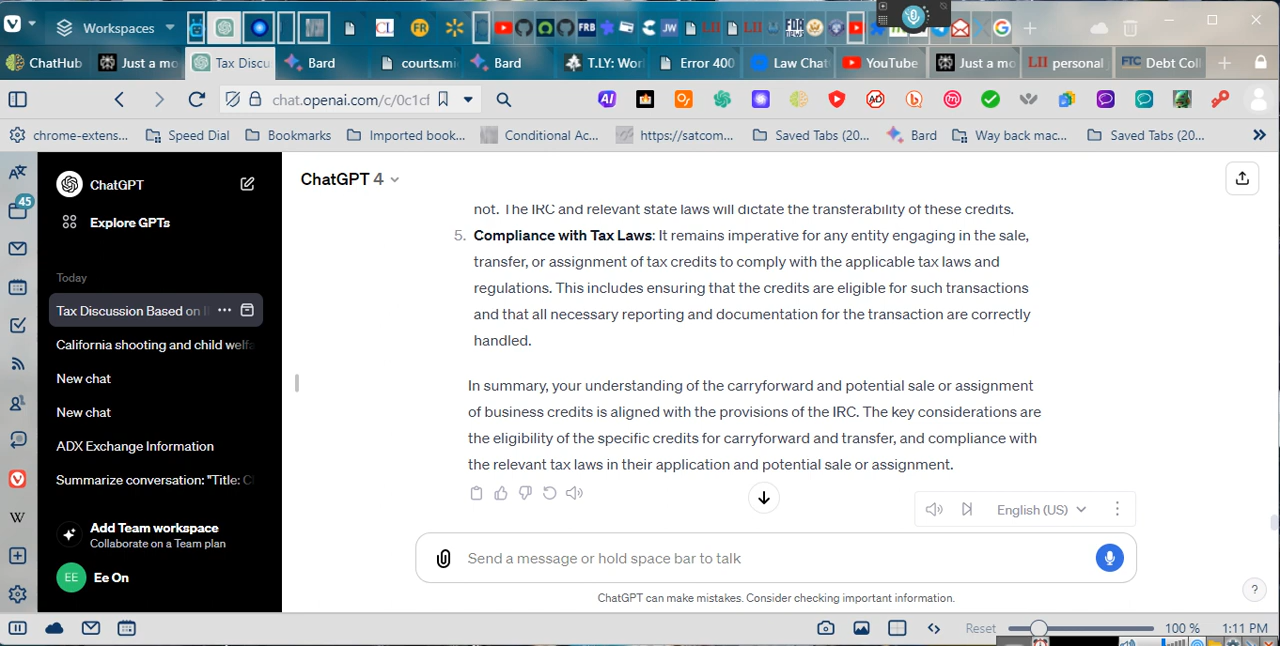 Workspaces
CL FR FRB JW LII LII
ChatHub Just a mo Tax Discu Bard courts.mi Bard T.LY: Wor Error 400 Law Chat YouTube Just a m LII personal FTC Debt Coll
chat.openai.com/c/0c1cf
chrome-extens... Speed Dial Bookmarks Imported book... Conditional Ac... https://satcom... Saved Tabs (20... Bard Way back mac... Saved Tabs (20...
45
ChatGPT
Explore GPTs
Today
Tax Discussion Based on
California shooting and child welfa
New chat
New chat
ADX Exchange Information
Summarize conversation: "Title: C
Add Team workspace
Collaborate on a Team plan
EE Ee On
ChatGPT 4
not. The IRC and relevant state laws will dictate the transferability of these credits.
5. Compliance with Tax Laws: It remains imperative for any entity engaging in the sale,
transfer, or assignment of tax credits to comply with the applicable tax laws and
regulations. This includes ensuring that the credits are eligible for such transactions
and that all necessary reporting and documentation for the transaction are correctly
handled.
In summary, your understanding of the carryforward and potential sale or assignment
of business credits is aligned with the provisions of the IRC. The key considerations are
the eligibility of the specific credits for carryforward and transfer, and compliance with
the relevant tax laws in their application and potential sale or assignment.
English (US)
Send a message or hold space bar to talk
ChatGPT can make mistakes. Consider checking important information.
?
Reset 100 % 1:11 PM